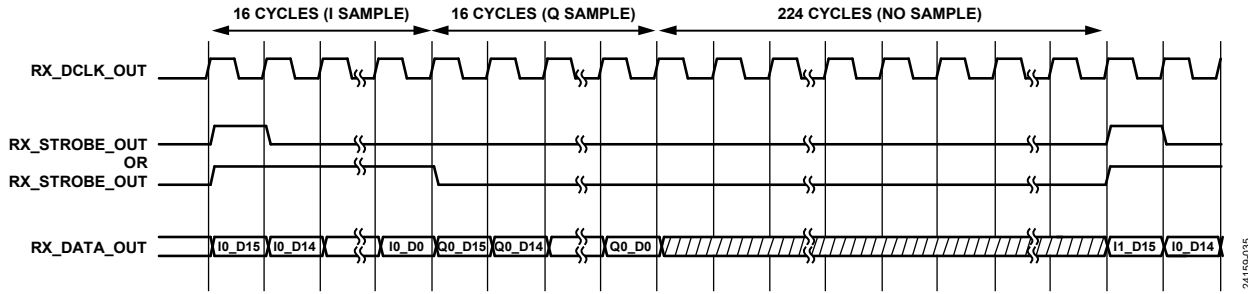 16 CYCLES (I SAMPLE) 16 CYCLES (Q SAMPLE) 224 CYCLES (NO SAMPLE)
RX_DCLK_OUT
RX_STROBE_OUT
OR
RX_STROBE_OUT
RX_DATA_OUT I0_D15 I0_D14 I0_D0 Q0_D15 Q0_D14 Q0_D0 I1_D15 I0_D14
24159-035